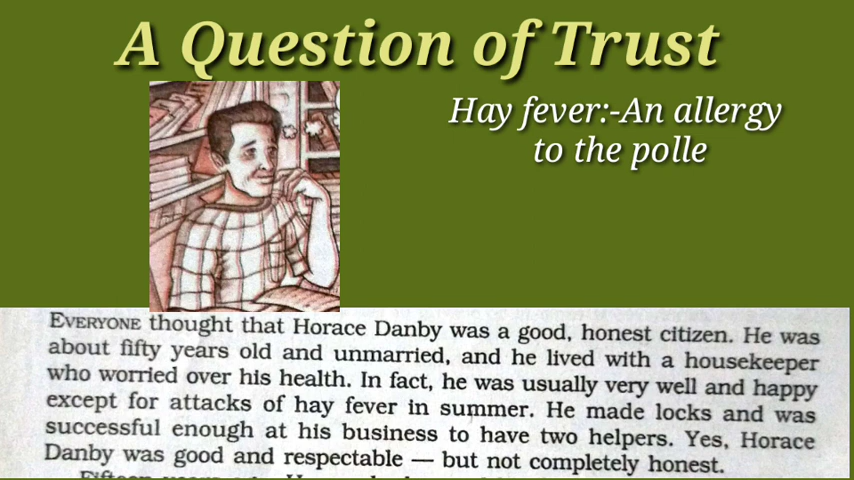 A Question of Trust
Hay fever:-An allergy
to the polle
EVERYONE thought that Horace Danby was a good, honest citizen. He was
about fifty years old and unmarried, and he lived with a housekeeper
who worried over his health. In fact, he was usually very well and happy
except for attacks of hay fever in summer. He made locks and was
successful enough at his business to have two helpers. Yes, Horace
Danby was good and respectable — but not completely honest.
Fifteen years